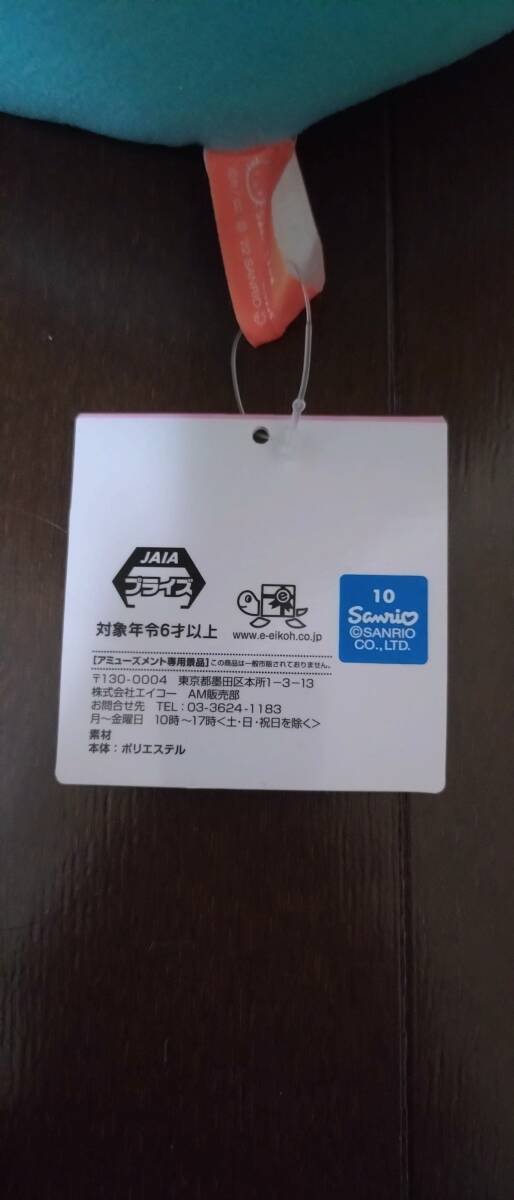 © '22 SANRIO
JAIA
プライズ
対象年令6才以上
e
www.e-eikoh.co.jp
10
Sanrio
©SANRIO
CO., LTD.
【アミューズメント専用景品】この商品は一般市販されておりません。
〒130-0004 東京都墨田区本所1-3-13
株式会社エイコー AM販売部
お問合せ先 TEL:03-3624-1183
月~金曜日 10時~17時<土・日・祝日を除く>
素材
本体:ポリエステル